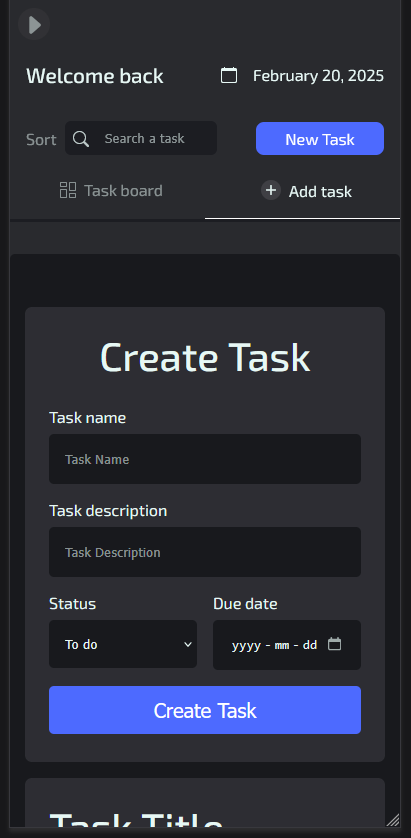 Welcome back
February 20, 2025
Sort
Search a task
New Task
Task board
Add task
Create Task
Task name
Task Name
Task description
Task Description
Status
Due date
To do
yyyy - mm - dd
Create Task
Task Title